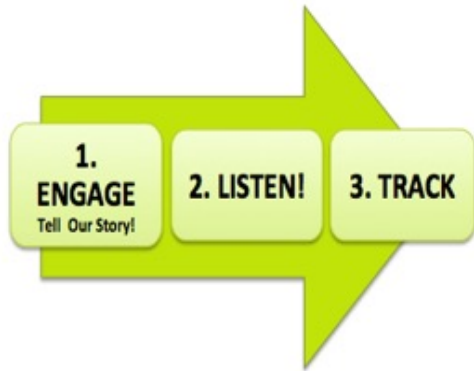 1.
ENGAGE
Tell Our Story!
2. LISTEN!
3. TRACK